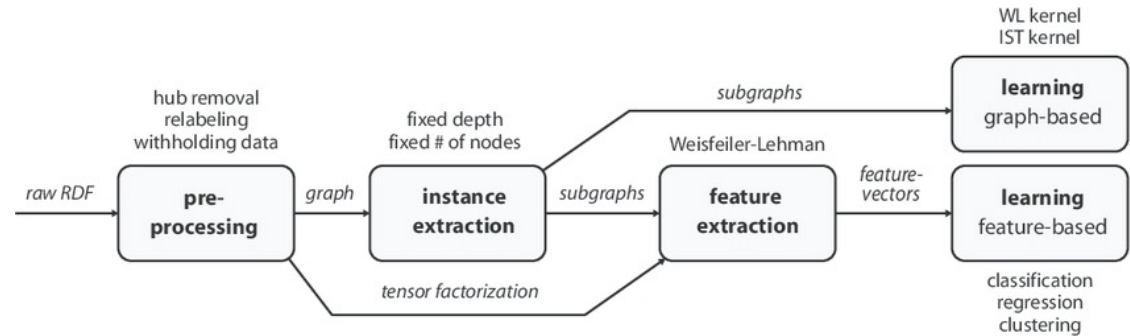 WL kernel
IST kernel
learning
graph-based
subgraphs
hub removal
relabeling
withholding data
fixed depth
fixed # of nodes
Weisfeiler-Lehman
raw RDF
pre-
processing
graph
instance
extraction
subgraphs
feature
extraction
feature-
vectors
learning
feature-based
tensor factorization
classification
regression
clustering